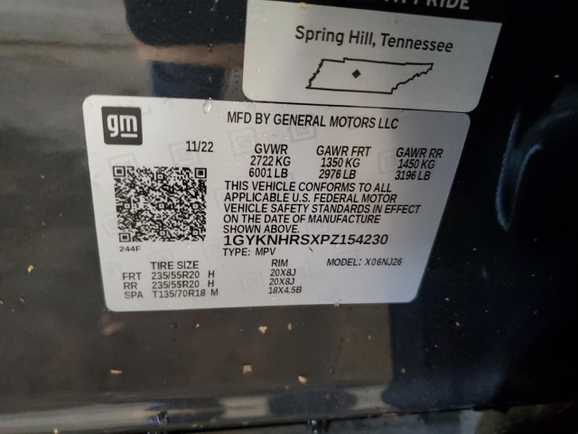 PRIDE
Spring Hill, Tennessee
gm
MFD BY GENERAL MOTORS LLC
11/22 GVWR GAWR FRT GAWR RR
2722 KG 1350 KG 1450 KG
6001 LB 2976 LB 3196 LB
THIS VEHICLE CONFORMS TO ALL
APPLICABLE U.S. FEDERAL MOTOR
VEHICLE SAFETY STANDARDS IN EFFECT
ON THE DATE OF MANUFACTURE
SHOWN ABOVE.
1GYKNHRSXPZ154230
244F TYPE: MPV MODEL: X06NJ26
TIRE SIZE RIM
FRT 235/55R20 H 20X8J
RR 235/55R20 H 20X8J
SPA T135/70R18 M 18X4.5B